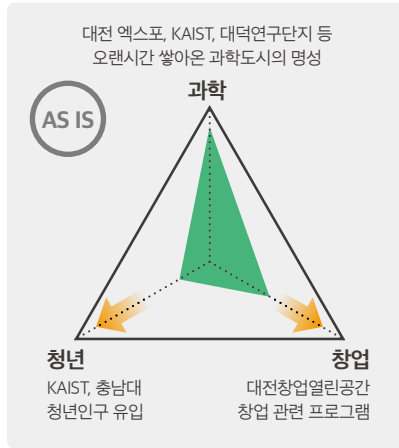 대전 엑스포, KAIST, 대덕연구단지 등
오랜시간 쌓아온 과학도시의 명성
과학
AS IS
청년
KAIST, 충남대
청년인구 유입
창업
대전창업열린공간
창업 관련 프로그램